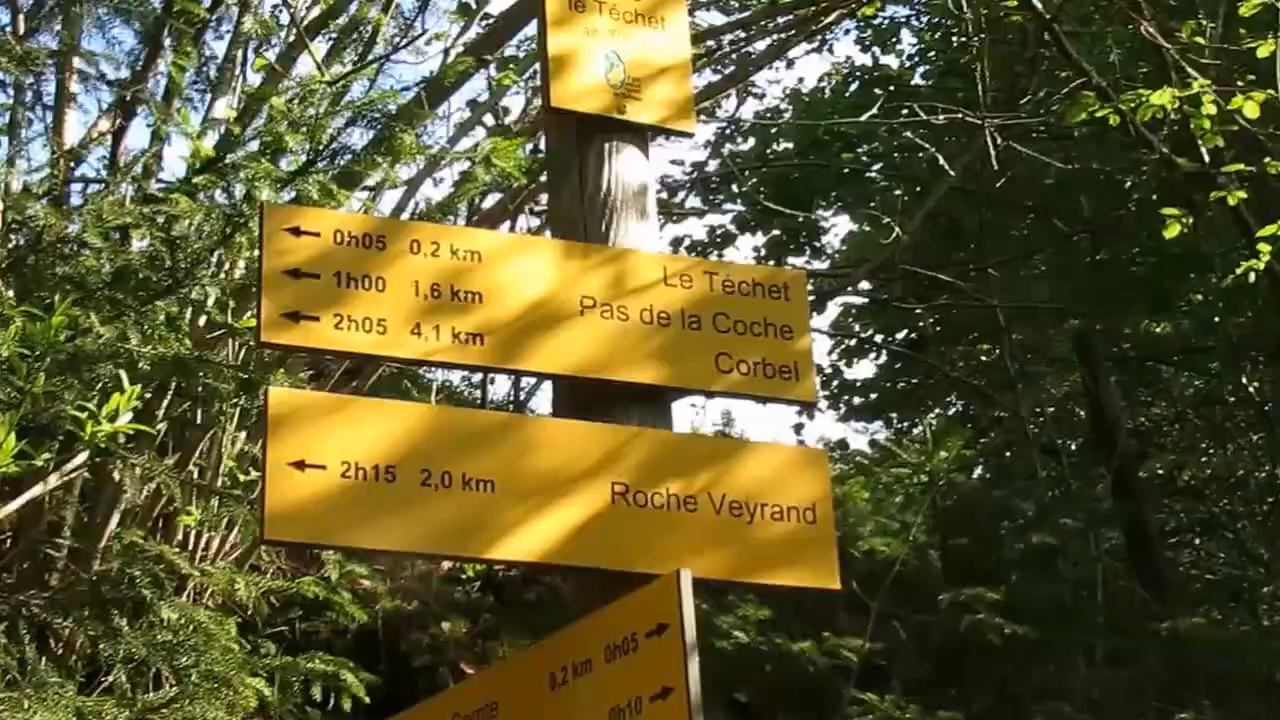 le Téchet
← 0h05 0,2 km Le Téchet
← 1h00 1,6 km Pas de la Coche
← 2h05 4,1 km Corbel
← 2h15 2,0 km Roche Veyrand
0,2 km 0h05 →
0h10 →